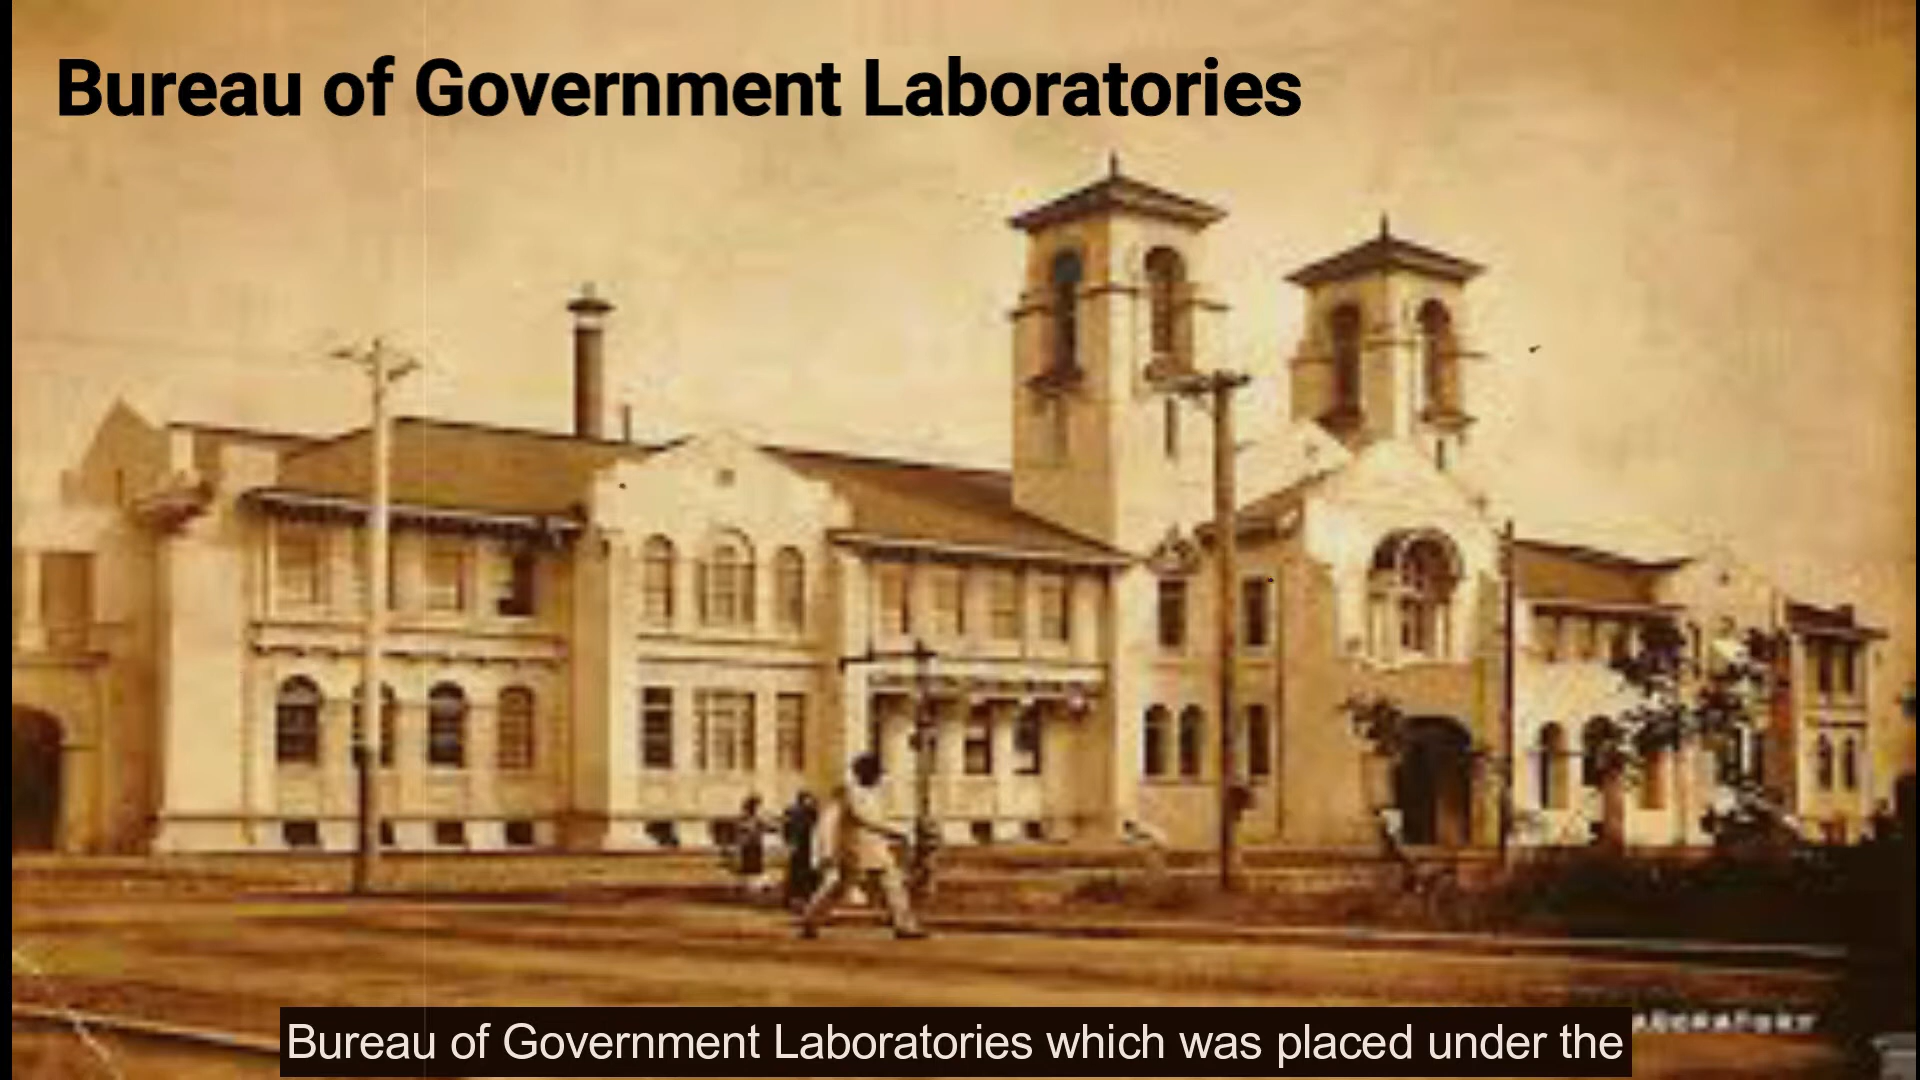 Bureau of Government Laboratories
Bureau of Government Laboratories which was placed under the